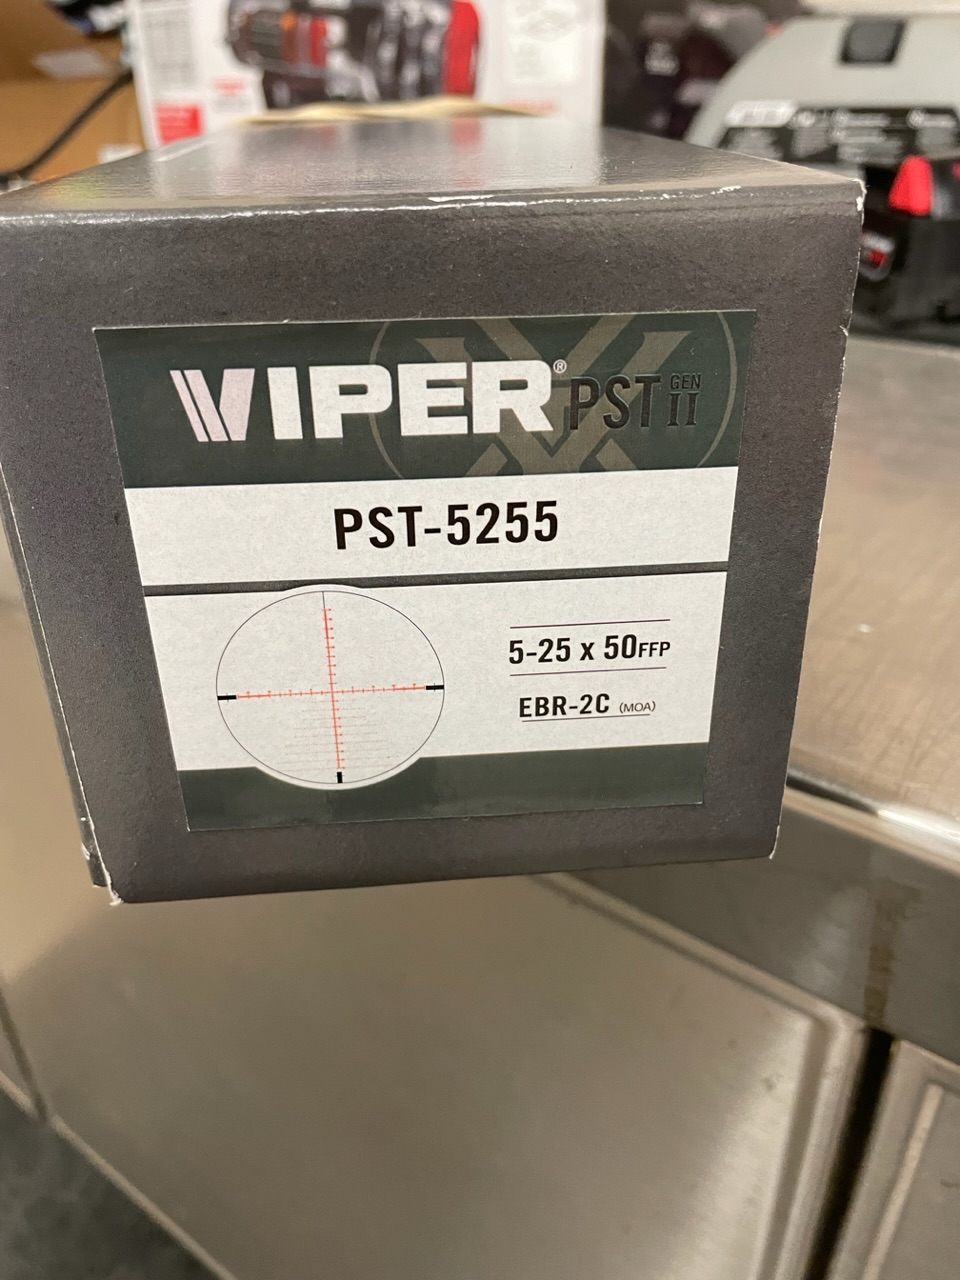 VIPER® PST GEN II
PST-5255
5-25 x 50FFP
EBR-2C (MOA)